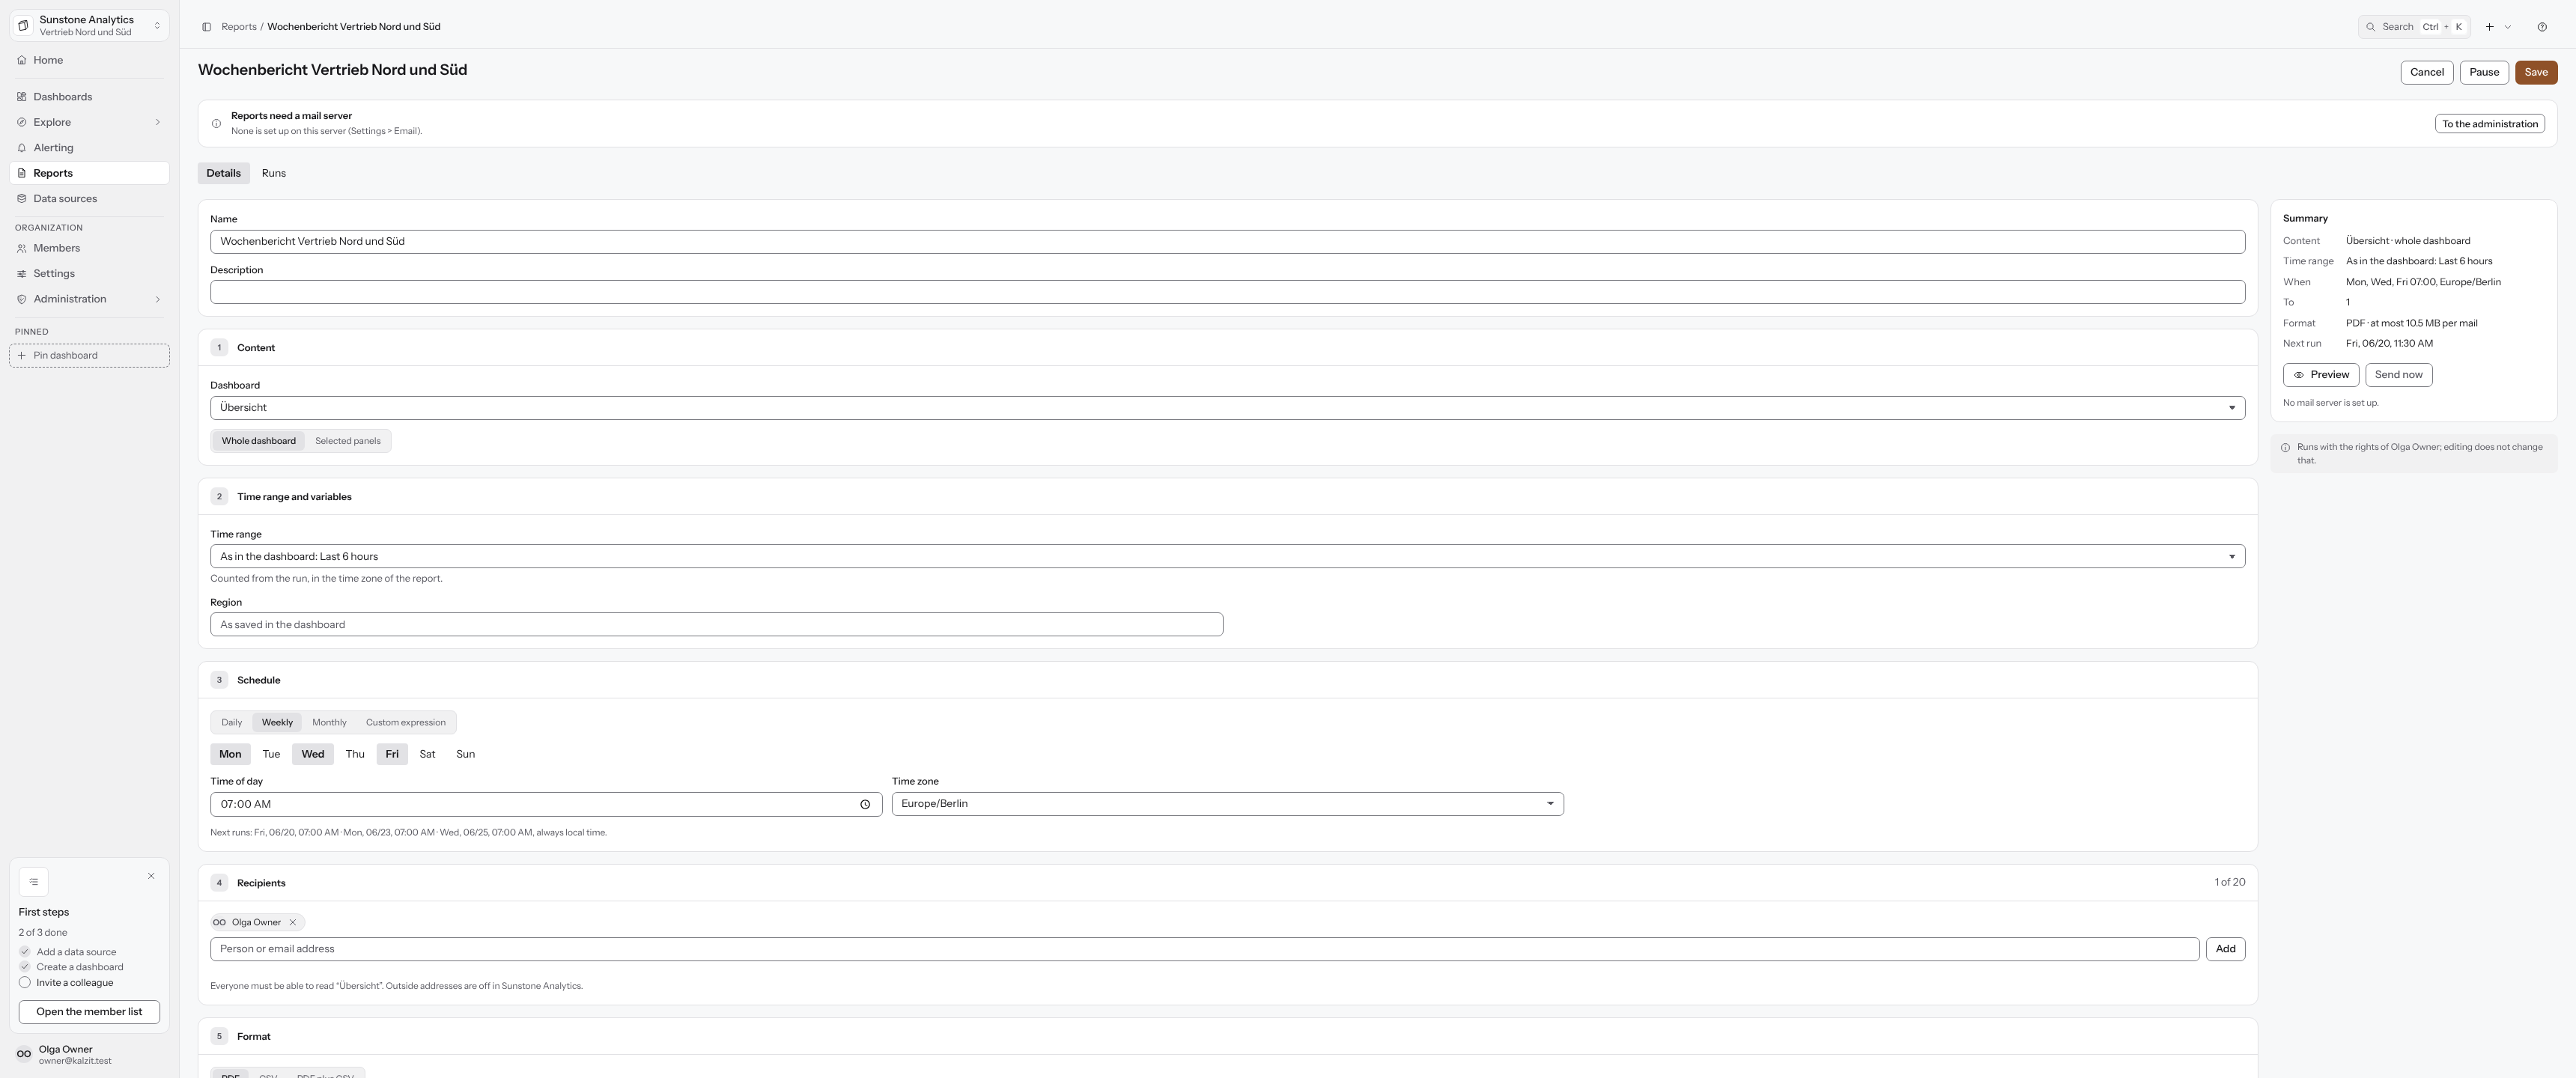 Sunstone Analytics
Vertrieb Nord und Süd
Home
Dashboards
Explore
Alerting
Reports
Data sources
ORGANIZATION
Members
Settings
Administration
PINNED
Pin dashboard
First steps
2 of 3 done
Add a data source
Create a dashboard
Invite a colleague
Open the member list
OO Olga Owner
owner@kalzit.test
Reports / Wochenbericht Vertrieb Nord und Süd
Search Ctrl + K
Wochenbericht Vertrieb Nord und Süd
Cancel Pause Save
Reports need a mail server
None is set up on this server (Settings > Email).
To the administration
Details Runs
Name
Wochenbericht Vertrieb Nord und Süd
Description
1 Content
Dashboard
Übersicht
Whole dashboard Selected panels
2 Time range and variables
Time range
As in the dashboard: Last 6 hours
Counted from the run, in the time zone of the report.
Region
As saved in the dashboard
3 Schedule
Daily Weekly Monthly Custom expression
Mon Tue Wed Thu Fri Sat Sun
Time of day Time zone
07:00 AM Europe/Berlin
Next runs: Fri, 06/20, 07:00 AM · Mon, 06/23, 07:00 AM · Wed, 06/25, 07:00 AM, always local time.
4 Recipients 1 of 20
OO Olga Owner
Person or email address Add
Everyone must be able to read “Übersicht”. Outside addresses are off in Sunstone Analytics.
5 Format
PDF CSV PDF plus CSV
Summary
Content Übersicht · whole dashboard
Time range As in the dashboard: Last 6 hours
When Mon, Wed, Fri 07:00, Europe/Berlin
To 1
Format PDF · at most 10.5 MB per mail
Next run Fri, 06/20, 11:30 AM
Preview Send now
No mail server is set up.
Runs with the rights of Olga Owner; editing does not change
that.